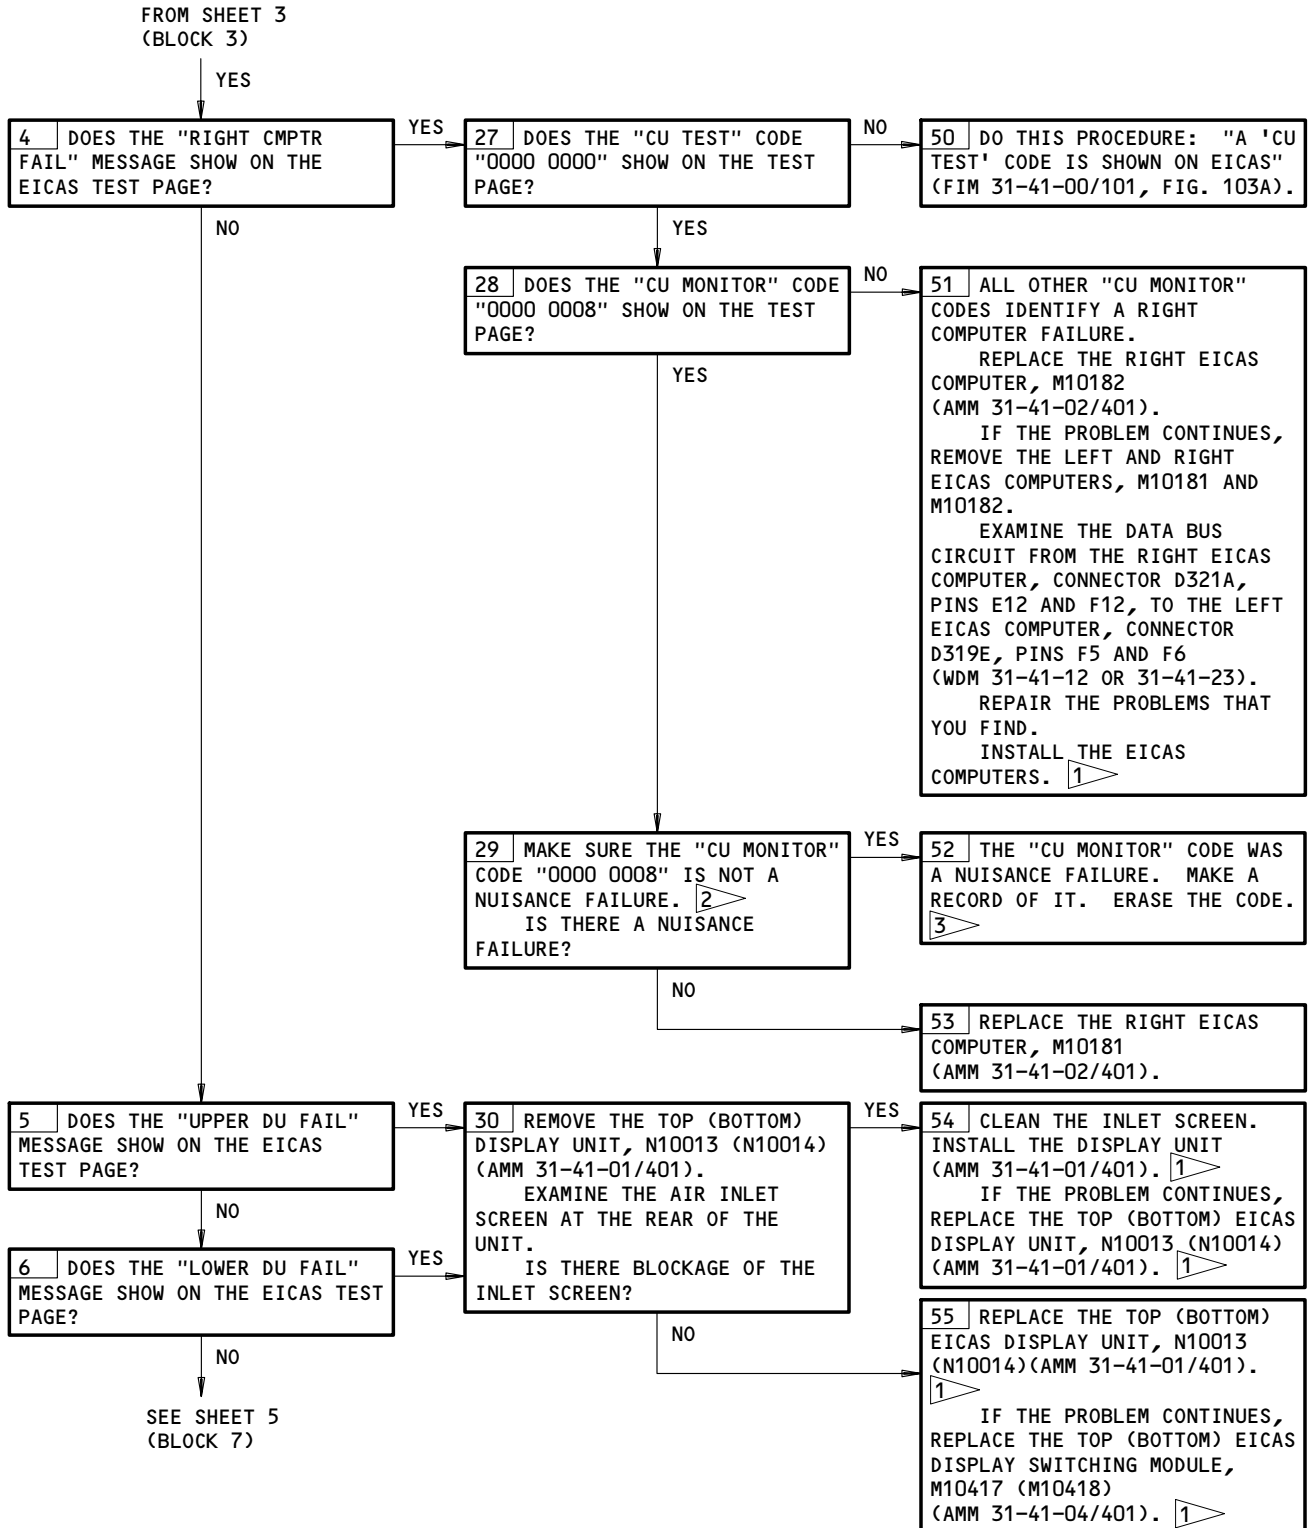 FROM SHEET 3
(BLOCK 3)
YES
4 DOES THE "RIGHT CMPTR
FAIL" MESSAGE SHOW ON THE
EICAS TEST PAGE?
YES
NO
27 DOES THE "CU TEST" CODE
"0000 0000" SHOW ON THE TEST
PAGE?
NO
YES
50 DO THIS PROCEDURE: "A 'CU
TEST' CODE IS SHOWN ON EICAS"
(FIM 31-41-00/101, FIG. 103A).
28 DOES THE "CU MONITOR" CODE
"0000 0008" SHOW ON THE TEST
PAGE?
NO
YES
51 ALL OTHER "CU MONITOR"
CODES IDENTIFY A RIGHT
COMPUTER FAILURE.
REPLACE THE RIGHT EICAS
COMPUTER, M10182
(AMM 31-41-02/401).
IF THE PROBLEM CONTINUES,
REMOVE THE LEFT AND RIGHT
EICAS COMPUTERS, M10181 AND
M10182.
EXAMINE THE DATA BUS
CIRCUIT FROM THE RIGHT EICAS
COMPUTER, CONNECTOR D321A,
PINS E12 AND F12, TO THE LEFT
EICAS COMPUTER, CONNECTOR
D319E, PINS F5 AND F6
(WDM 31-41-12 OR 31-41-23).
REPAIR THE PROBLEMS THAT
YOU FIND.
INSTALL THE EICAS
COMPUTERS. 1
29 MAKE SURE THE "CU MONITOR"
CODE "0000 0008" IS NOT A
NUISANCE FAILURE. 2
IS THERE A NUISANCE
FAILURE?
YES
NO
52 THE "CU MONITOR" CODE WAS
A NUISANCE FAILURE. MAKE A
RECORD OF IT. ERASE THE CODE.
3
53 REPLACE THE RIGHT EICAS
COMPUTER, M10181
(AMM 31-41-02/401).
5 DOES THE "UPPER DU FAIL"
MESSAGE SHOW ON THE EICAS
TEST PAGE?
YES
NO
6 DOES THE "LOWER DU FAIL"
MESSAGE SHOW ON THE EICAS TEST
PAGE?
YES
NO
SEE SHEET 5
(BLOCK 7)
30 REMOVE THE TOP (BOTTOM)
DISPLAY UNIT, N10013 (N10014)
(AMM 31-41-01/401).
EXAMINE THE AIR INLET
SCREEN AT THE REAR OF THE
UNIT.
IS THERE BLOCKAGE OF THE
INLET SCREEN?
YES
NO
54 CLEAN THE INLET SCREEN.
INSTALL THE DISPLAY UNIT
(AMM 31-41-01/401). 1
IF THE PROBLEM CONTINUES,
REPLACE THE TOP (BOTTOM) EICAS
DISPLAY UNIT, N10013 (N10014)
(AMM 31-41-01/401). 1
55 REPLACE THE TOP (BOTTOM)
EICAS DISPLAY UNIT, N10013
(N10014)(AMM 31-41-01/401).
1
IF THE PROBLEM CONTINUES,
REPLACE THE TOP (BOTTOM) EICAS
DISPLAY SWITCHING MODULE,
M10417 (M10418)
(AMM 31-41-04/401). 1